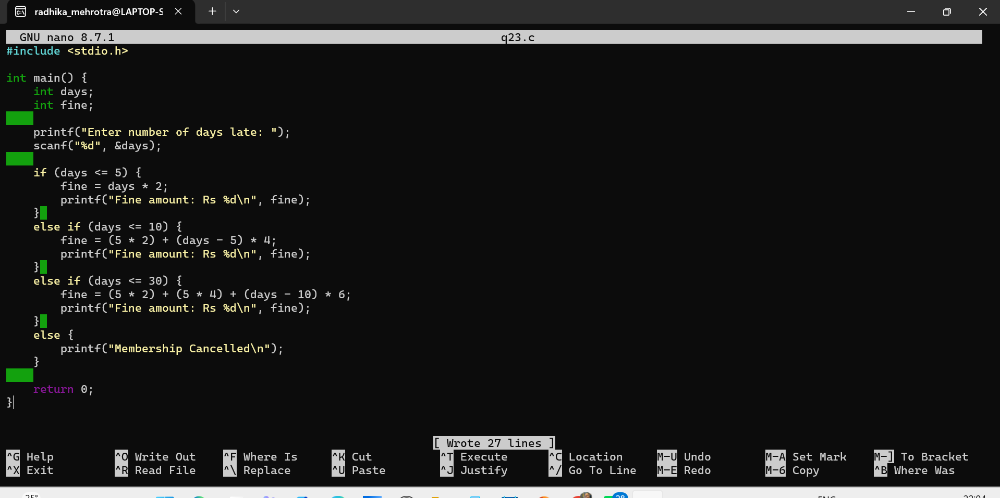 radhika_mehrotra@LAPTOP-S
GNU nano 8.7.1 q23.c
#include <stdio.h>
int main() {
    int days;
    int fine;
    printf("Enter number of days late: ");
    scanf("%d", &days);
    if (days <= 5) {
        fine = days * 2;
        printf("Fine amount: Rs %d\n", fine);
    }
    else if (days <= 10) {
        fine = (5 * 2) + (days - 5) * 4;
        printf("Fine amount: Rs %d\n", fine);
    }
    else if (days <= 30) {
        fine = (5 * 2) + (5 * 4) + (days - 10) * 6;
        printf("Fine amount: Rs %d\n", fine);
    }
    else {
        printf("Membership Cancelled\n");
    }
    return 0;
}
[ Wrote 27 lines ]
^G Help ^O Write Out ^F Where Is ^K Cut ^T Execute ^C Location M-U Undo M-A Set Mark M-] To Bracket
^X Exit ^R Read File ^\ Replace ^U Paste ^J Justify ^/ Go To Line M-E Redo M-6 Copy ^B Where Was